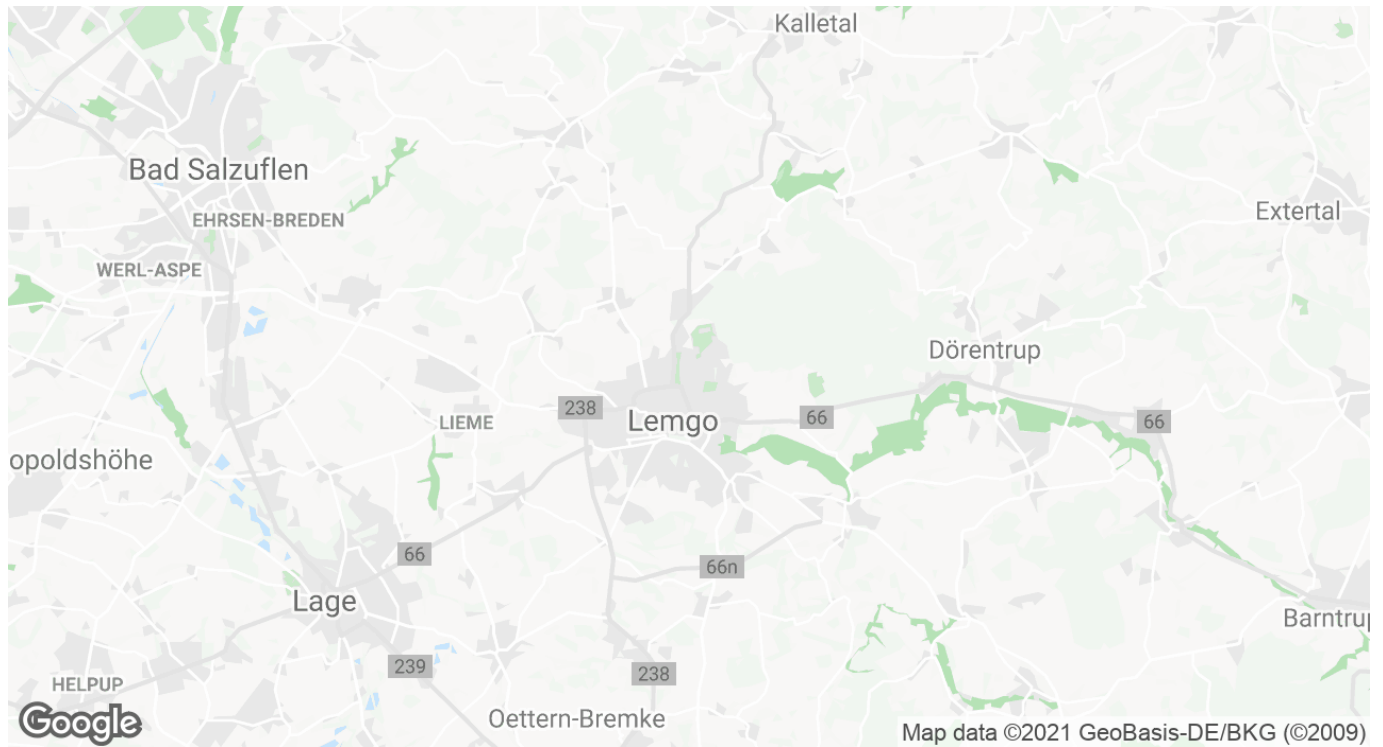 Kalletal
Bad Salzuflen
EHRSEN-BREDEN
Extertal
WERL-ASPE
Dörentrup
238
66
66
LIEME
Lemgo
opoldshöhe
66
66n
Lage
Barntrup
239
238
HELPUP
Oettern-Bremke
Google
Map data ©2021 GeoBasis-DE/BKG (©2009)